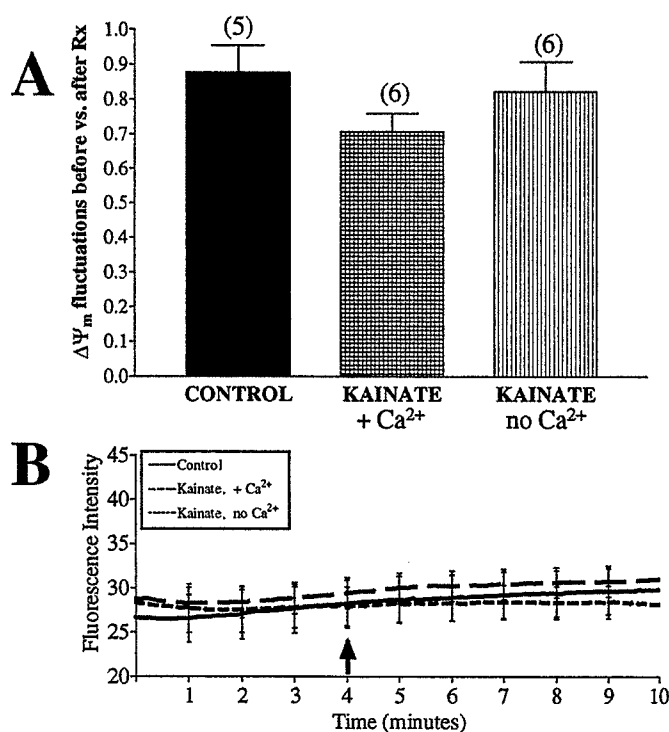 A
ΔΨm fluctuations before vs. after Rx
1.0
0.9
0.8
0.7
0.6
0.5
0.4
0.3
0.2
0.1
0.0
(5)
(6)
(6)
CONTROL
KAINATE
+ Ca²⁺
KAINATE
no Ca²⁺
B
Fluorescence Intensity
45
40
35
30
25
20
Control
Kainate, + Ca²⁺
Kainate, no Ca²⁺
1 2 3 4 5 6 7 8 9 10
Time (minutes)